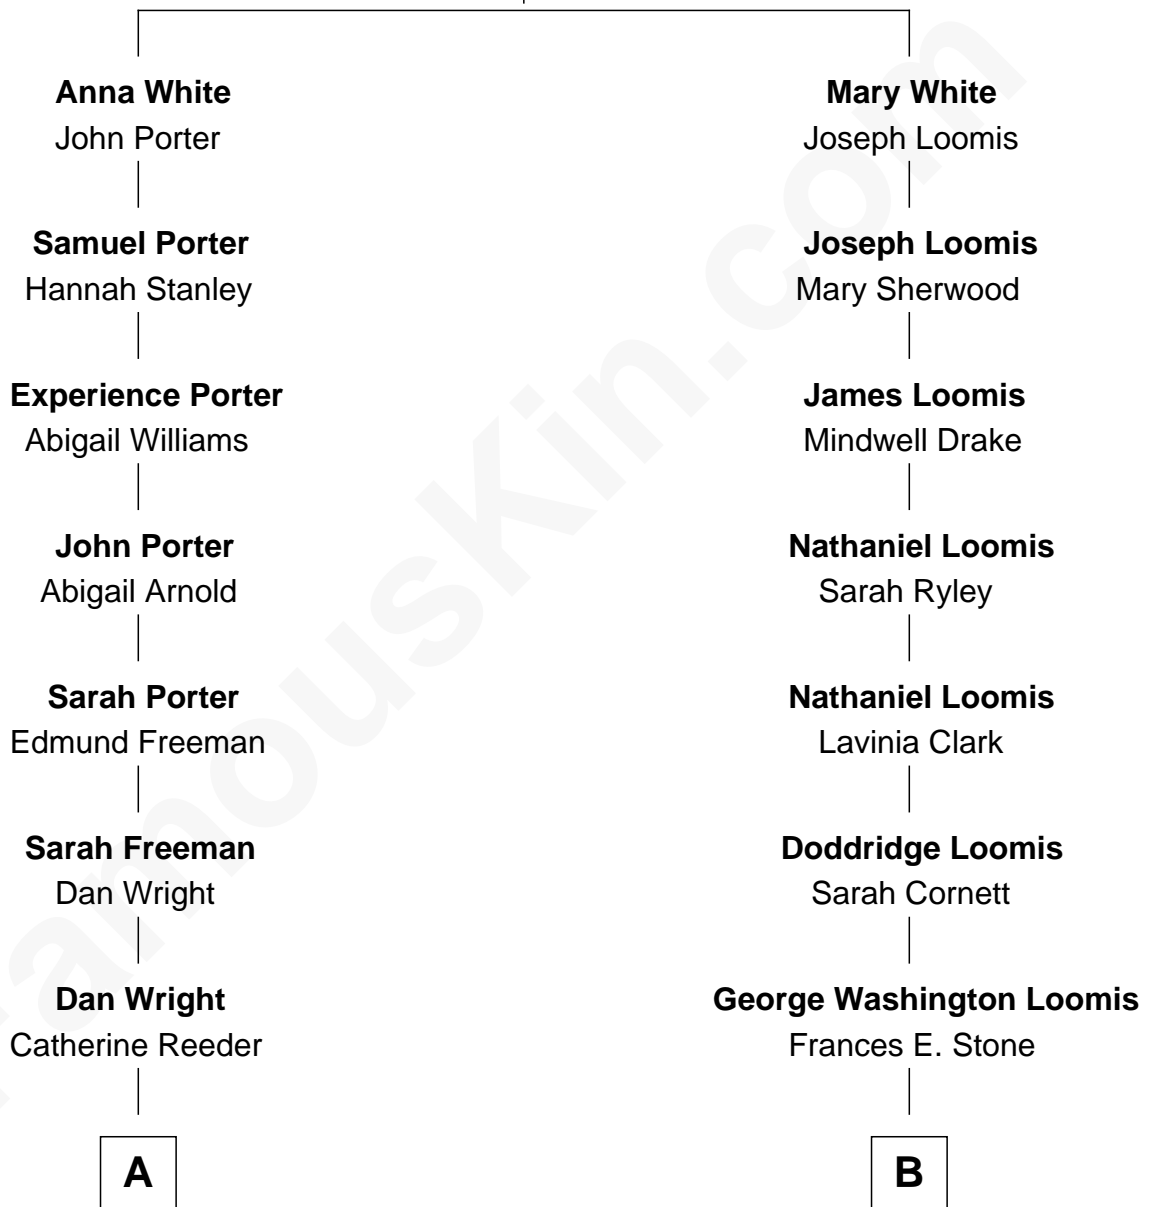 Anna White
John Porter
Samuel Porter
Hannah Stanley
Experience Porter
Abigail Williams
John Porter
Abigail Arnold
Sarah Porter
Edmund Freeman
Sarah Freeman
Dan Wright
Dan Wright
Catherine Reeder
A
Mary White
Joseph Loomis
Joseph Loomis
Mary Sherwood
James Loomis
Mindwell Drake
Nathaniel Loomis
Sarah Ryley
Nathaniel Loomis
Lavinia Clark
Doddridge Loomis
Sarah Cornett
George Washington Loomis
Frances E. Stone
B
FamousKin.com